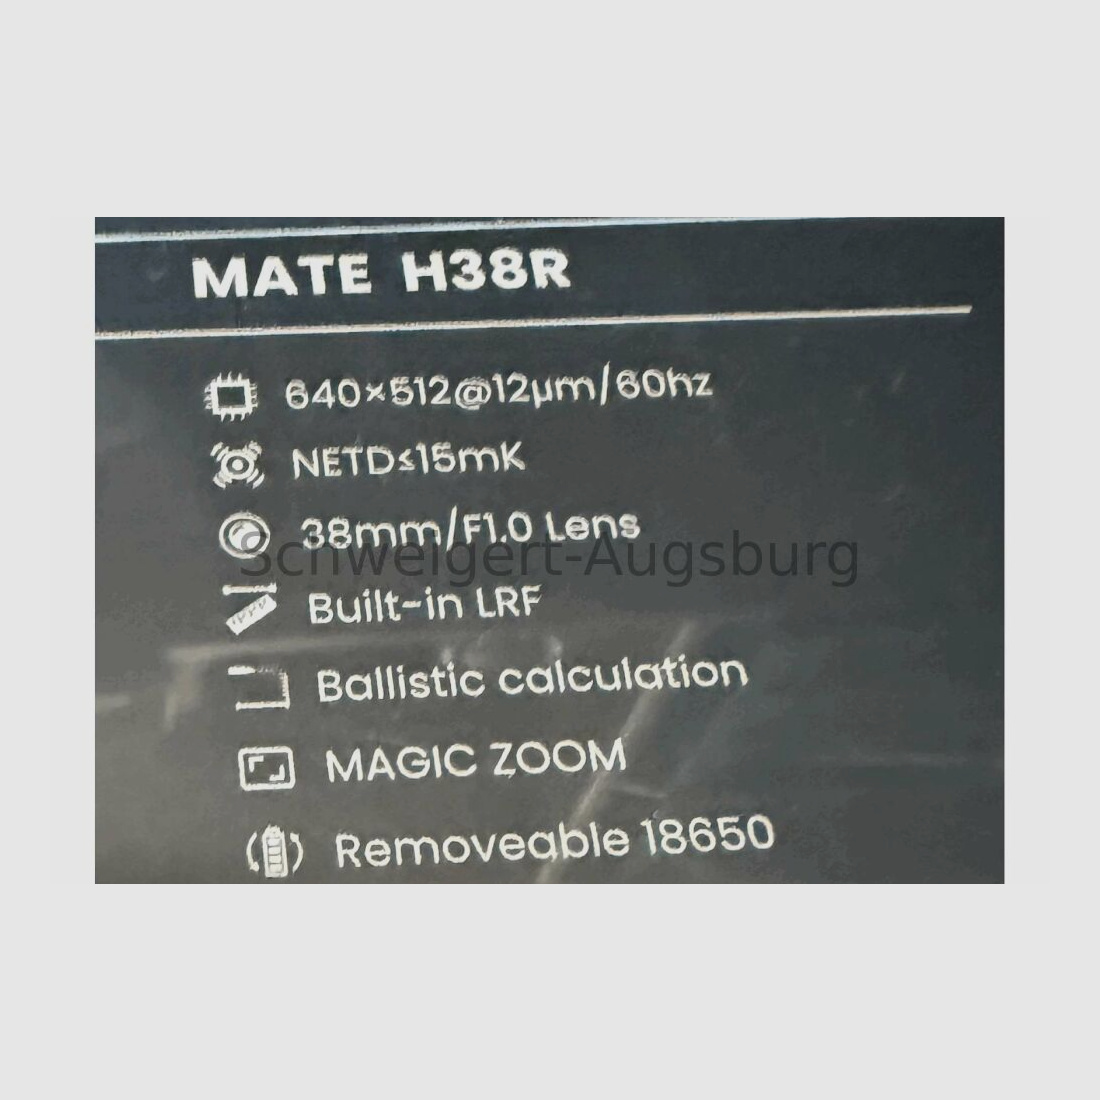 MATE H38R
640×512@12μm/60hz
NETD≤15mK
38mm/F1.0 Lens
Schweigert-Augsburg
Built-in LRF
Ballistic calculation
MAGIC ZOOM
Removeable 18650